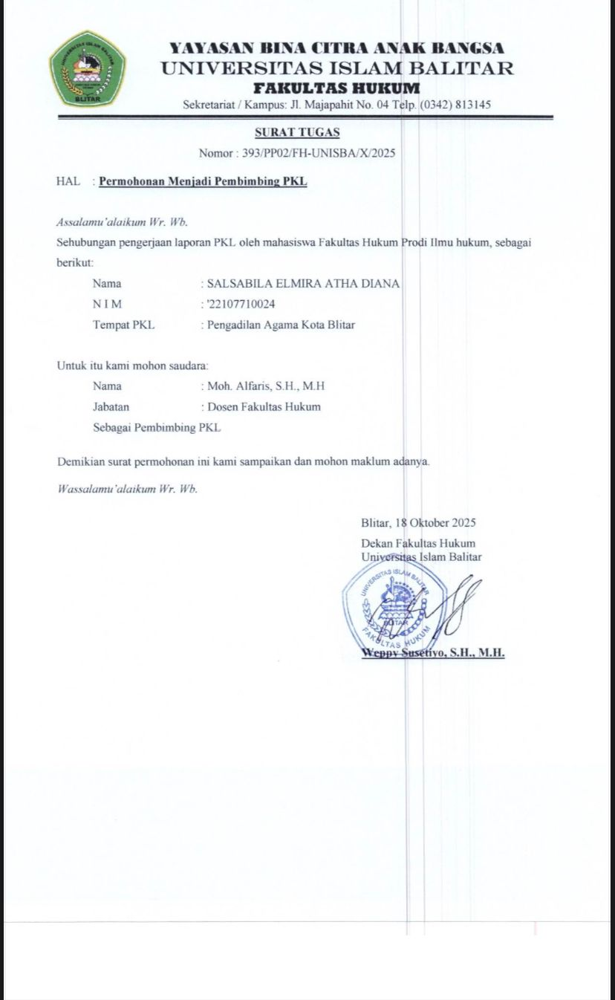 UNIVERSITAS ISLAM BALITAR
BLITAR
YAYASAN BINA CITRA ANAK BANGSA
UNIVERSITAS ISLAM BALITAR
FAKULTAS HUKUM
Sekretariat / Kampus: Jl. Majapahit No. 04 Telp. (0342) 813145
SURAT TUGAS
Nomor : 393/PP02/FH-UNISBA/X/2025
HAL : Permohonan Menjadi Pembimbing PKL
Assalamu'alaikum Wr. Wb.
Sehubungan pengerjaan laporan PKL oleh mahasiswa Fakultas Hukum Prodi Ilmu hukum, sebagai
berikut:
Nama : SALSABILA ELMIRA ATHA DIANA
N I M : '22107710024
Tempat PKL : Pengadilan Agama Kota Blitar
Untuk itu kami mohon saudara:
Nama : Moh. Alfaris, S.H., M.H
Jabatan : Dosen Fakultas Hukum
Sebagai Pembimbing PKL
Demikian surat permohonan ini kami sampaikan dan mohon maklum adanya.
Wassalamu'alaikum Wr. Wb.
Blitar, 18 Oktober 2025
Dekan Fakultas Hukum
Universitas Islam Balitar
UNIVERSITAS ISLAM BALITAR
BLITAR
FAKULTAS HUKUM
Weppy Susetiyo, S.H., M.H.